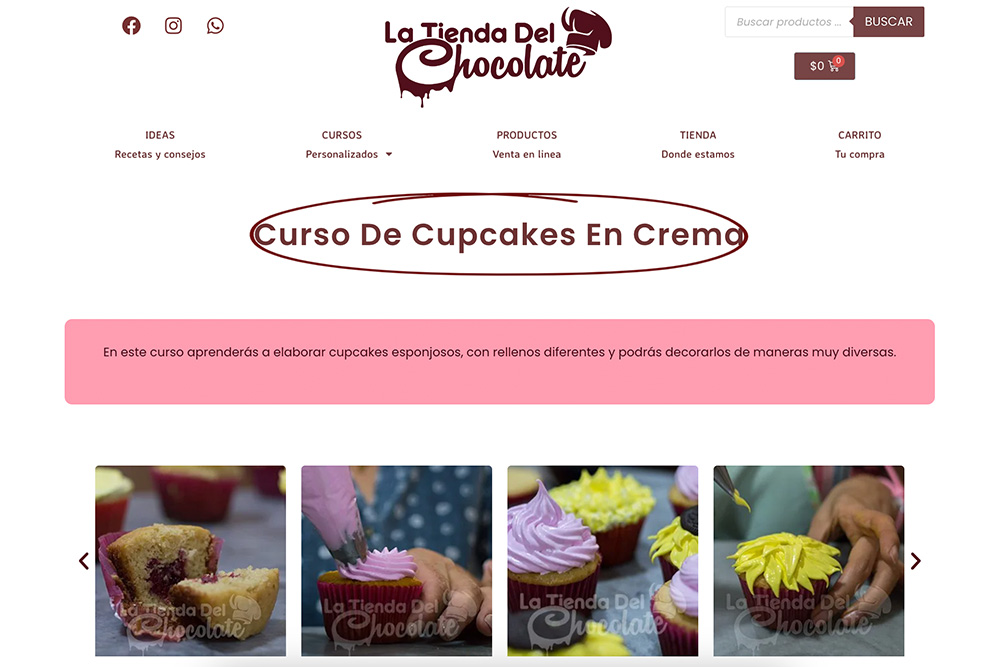 La Tienda Del
Chocolate
Buscar productos ...
BUSCAR
$0
0
IDEAS
Recetas y consejos
CURSOS
Personalizados
PRODUCTOS
Venta en linea
TIENDA
Donde estamos
CARRITO
Tu compra
Curso De Cupcakes En Crema
En este curso aprenderás a elaborar cupcakes esponjosos, con rellenos diferentes y podrás decorarlos de maneras muy diversas.
La Tienda Del
Chocolate
La Tienda Del
Chocolate
La Tienda Del
Chocolate
La Tienda Del
Chocolate